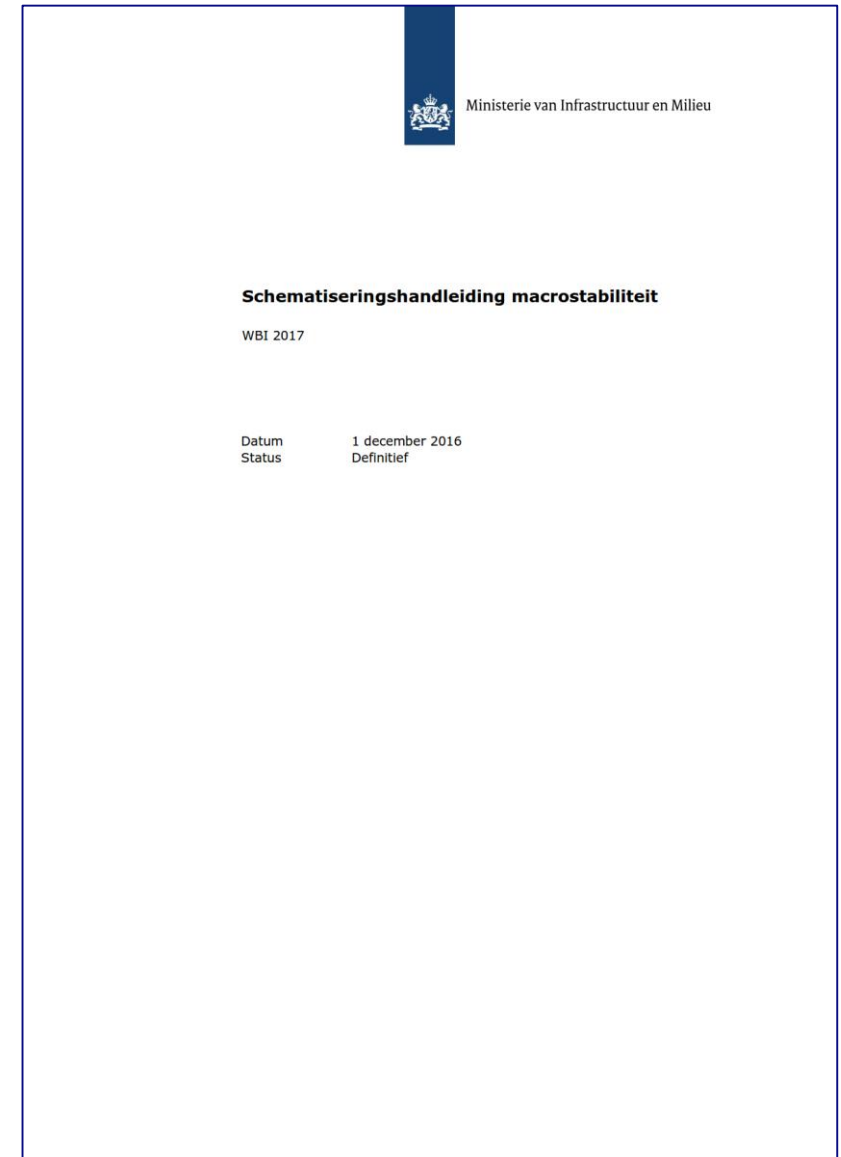 Ministerie van Infrastructuur en Milieu
Schematiseringshandleiding macrostabiliteit
WBI 2017
Datum 1 december 2016
Status Definitief